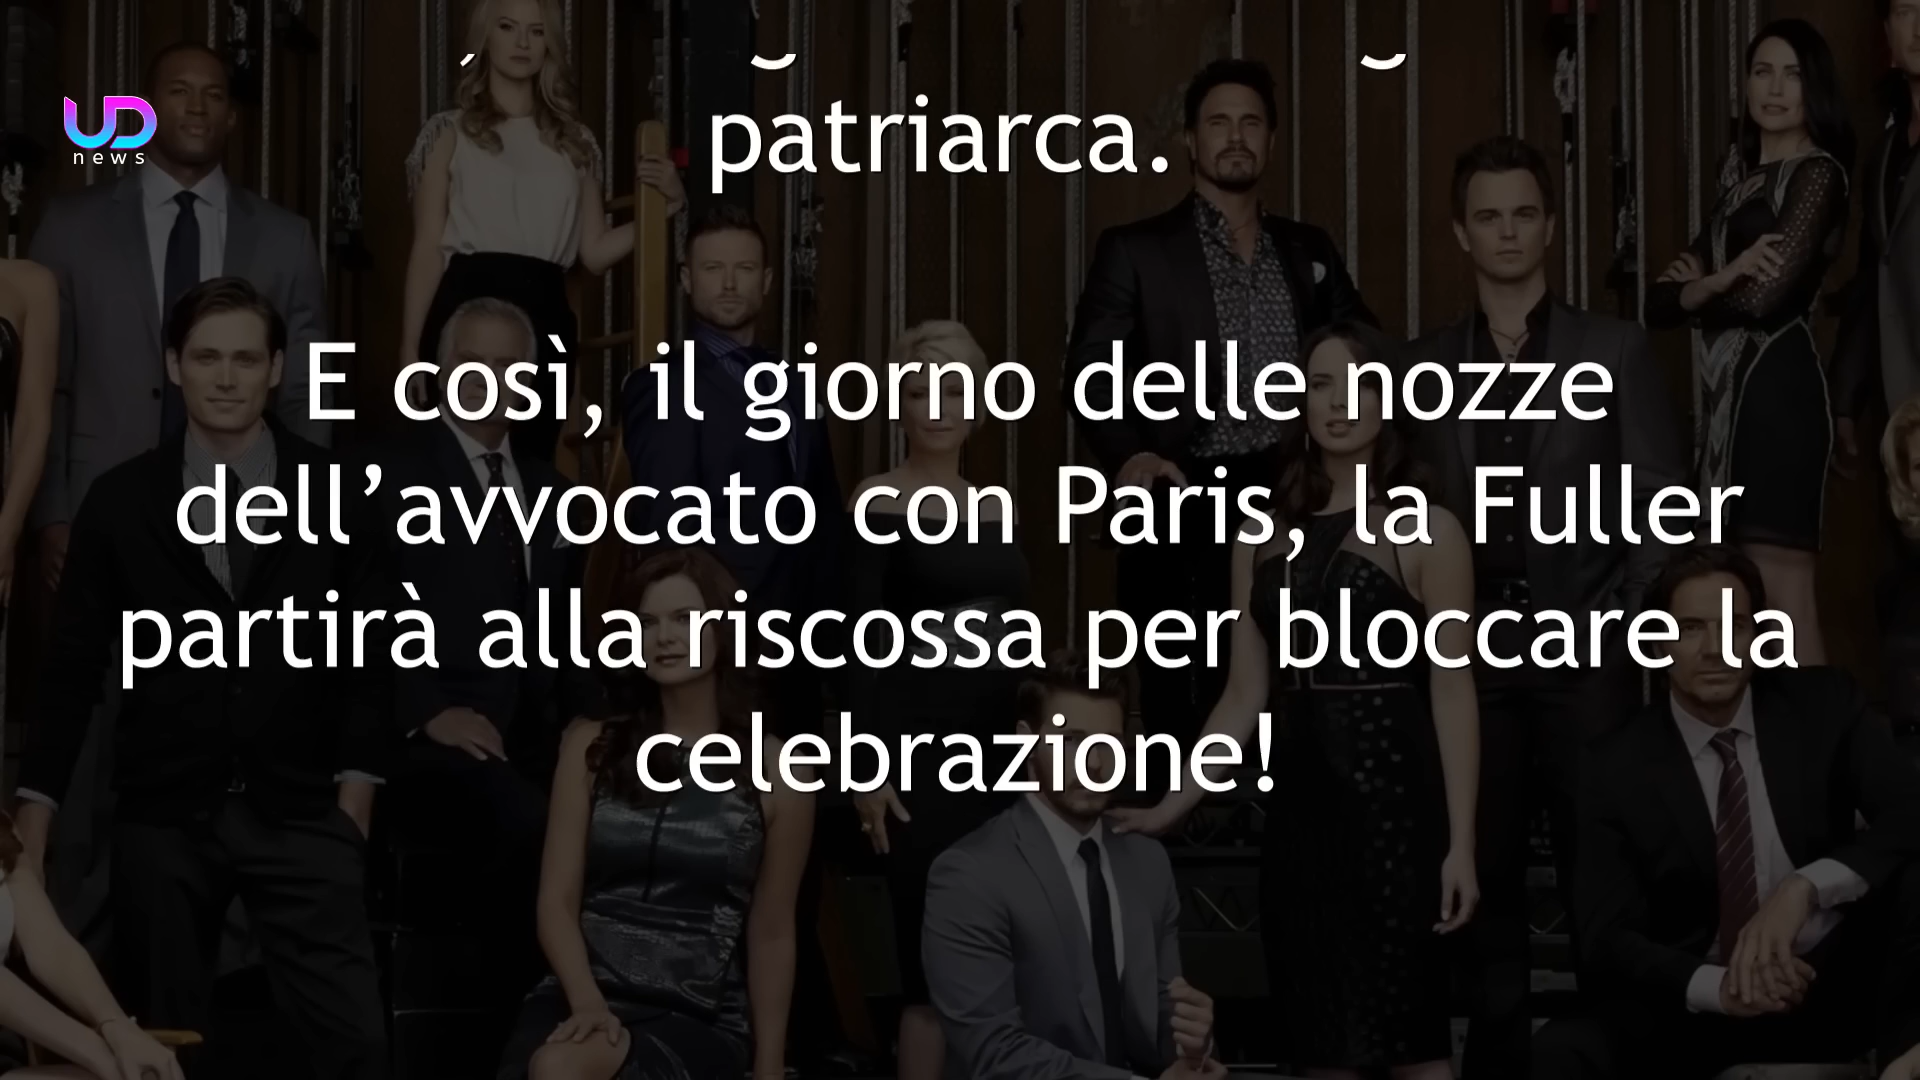 UD
news
patriarca.
E così, il giorno delle nozze
dell’avvocato con Paris, la Fuller
partirà alla riscossa per bloccare la
celebrazione!